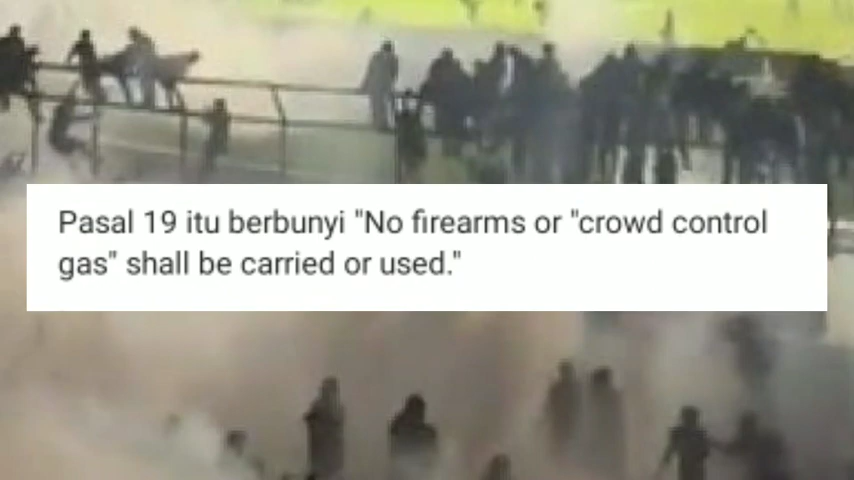 Pasal 19 itu berbunyi "No firearms or "crowd control
gas" shall be carried or used."